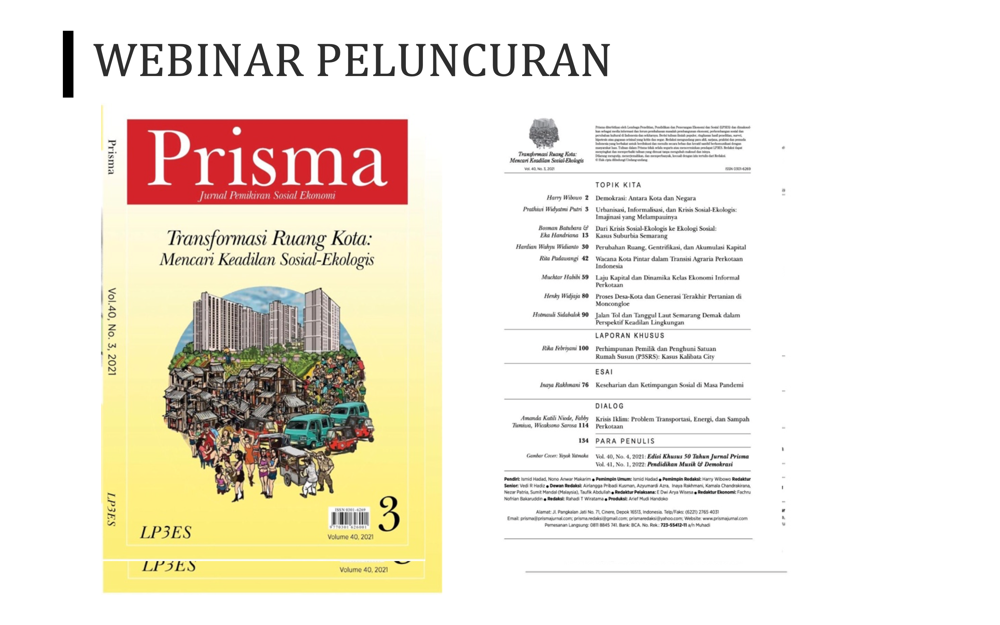 WEBINAR PELUNCURAN
Prisma
Vol.40, No. 3, 2021
LP3ES
Prisma
Jurnal Pemikiran Sosial Ekonomi
Transformasi Ruang Kota:
Mencari Keadilan Sosial-Ekologis
ISSN 0301-6269
9770301 626001
3
LP3ES
Volume 40, 2021
LP3ES
Volume 40, 2021
Transformasi Ruang Kota:
Mencari Keadilan Sosial-Ekologis
Vol. 40, No. 3, 2021
Prisma diterbitkan oleh Lembaga Penelitian, Pendidikan dan Penerangan Ekonomi dan Sosial (LP3ES) dan dimaksud-
kan sebagai media informasi dan forum pembahasan masalah pembangunan ekonomi, perkembangan sosial dan
perubahan kultural di Indonesia dan sekitarnya. Berisi tulisan ilmiah populer, ringkasan hasil penelitian, survei,
hipotesis atau gagasan orisinal yang kritis dan segar. Redaksi mengundang para ahli, sarjana, praktisi dan pemuda
Indonesia yang berbakat untuk berdiskusi dan menulis secara bebas dan kreatif sambil berkomunikasi dengan
masyarakat luas. Tulisan dalam Prisma tidak selalu segaris atau mencerminkan pendapat LP3ES. Redaksi dapat
menyingkat dan memperbaiki tulisan yang dimuat tanpa mengubah maksud dan isinya.
Dilarang mengutip, menerjemahkan, dan memperbanyak, kecuali dengan izin tertulis dari Redaksi.
© Hak cipta dilindungi Undang-undang.
ISSN 0301-6269
TOPIK KITA
Harry Wibowo 2 Demokrasi: Antara Kota dan Negara
Prathiwi Widyatmi Putri 3 Urbanisasi, Informalisasi, dan Krisis Sosial-Ekologis:
Imajinasi yang Melampauinya
Bosman Batubara & Dari Krisis Sosial-Ekologis ke Ekologi Sosial:
Eka Handriana 13 Kasus Suburbia Semarang
Hardian Wahyu Widianto 30 Perubahan Ruang, Gentrifikasi, dan Akumulasi Kapital
Rita Padawangi 42 Wacana Kota Pintar dalam Transisi Agraria Perkotaan
Indonesia
Muchtar Habibi 59 Laju Kapital dan Dinamika Kelas Ekonomi Informal
Perkotaan
Henky Widjaja 80 Proses Desa-Kota dan Generasi Terakhir Pertanian di
Moncongloe
Hotmauli Sidabalok 90 Jalan Tol dan Tanggul Laut Semarang Demak dalam
Perspektif Keadilan Lingkungan
LAPORAN KHUSUS
Rika Febriyani 100 Perhimpunan Pemilik dan Penghuni Satuan
Rumah Susun (P3SRS): Kasus Kalibata City
ESAI
Inaya Rakhmani 76 Keseharian dan Ketimpangan Sosial di Masa Pandemi
DIALOG
Amanda Katili Niode, Fabby Krisis Iklim: Problem Transportasi, Energi, dan Sampah
Tumiwa, Wicaksono Sarosa 114 Perkotaan
134 PARA PENULIS
Gambar Cover: Yayak Yatmaka Vol. 40, No. 4, 2021: Edisi Khusus 50 Tahun Jurnal Prisma
Vol. 41, No. 1, 2022: Pendidikan Musik & Demokrasi
Pendiri: Ismid Hadad, Nono Anwar Makarim ● Pemimpin Umum: Ismid Hadad ● Pemimpin Redaksi: Harry Wibowo Redaktur
Senior: Vedi R Hadiz ● Dewan Redaksi: Airlangga Pribadi Kusman, Azyumardi Azra, Inaya Rakhmani, Kamala Chandrakirana,
Nezar Patria, Sumit Mandal (Malaysia), Taufik Abdullah ● Redaktur Pelaksana: E Dwi Arya Wisesa ● Redaktur Ekonomi: Fachru
Nofrian Bakaruddin ● Redaksi: Rahadi T Wiratama ● Produksi: Arief Mudi Handoko
Alamat: Jl. Pangkalan Jati No. 71, Cinere, Depok 16513, Indonesia. Telp/Faks: (6221) 2765 4031
Email: prisma@prismajurnal.com; prisma.redaksi@gmail.com; prismaredaksi@yahoo.com; Website: www.prismajurnal.com
Pemesanan Langsung: 0811 8845 741. Bank: BCA. No. Rek.: 723-55412-11 a/n Muhadi